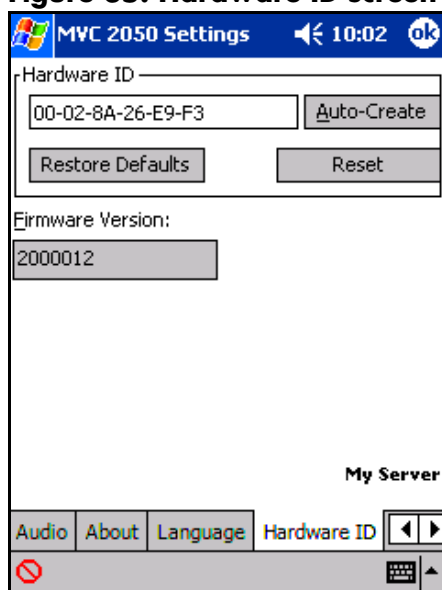 MVC 2050 Settings 10:02 ok
Hardware ID
00-02-8A-26-E9-F3 Auto-Create
Restore Defaults Reset
Firmware Version:
2000012
My Server
Audio About Language Hardware ID